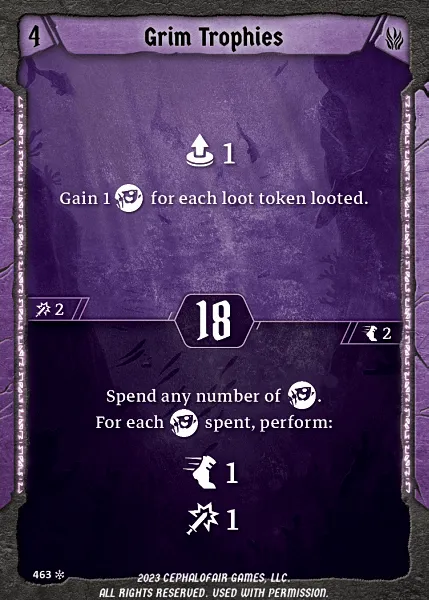 4
Grim Trophies
1
Gain 1 for each loot token looted.
2
18
2
Spend any number of .
For each spent, perform:
1
1
463
2023 CEPHALOFAIR GAMES, LLC.
ALL RIGHTS RESERVED. USED WITH PERMISSION.